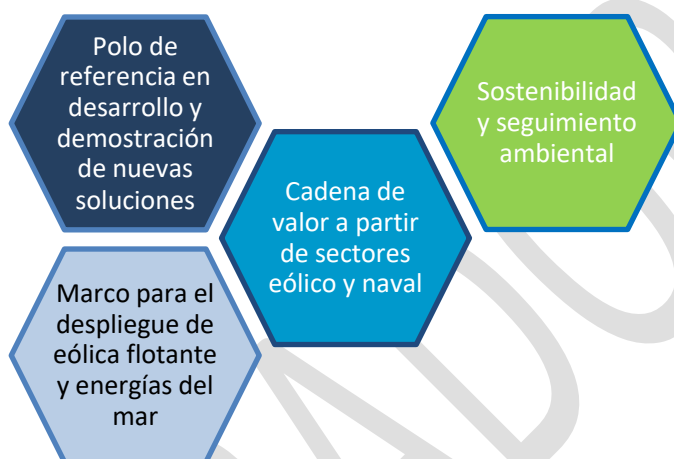 Polo de
referencia en
desarrollo y
demostración
de nuevas
soluciones
Sostenibilidad
y seguimiento
ambiental
Cadena de
valor a partir
de sectores
eólico y naval
Marco para el
despliegue de
eólica flotante
y energías del
mar